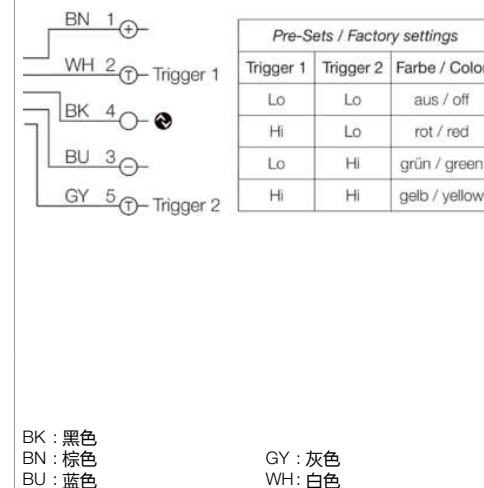 BN 1 +
WH 2 T Trigger 1
BK 4
BU 3 −
GY 5 T Trigger 2
Pre-Sets / Factory settings
Trigger 1 Trigger 2 Farbe / Color
Lo Lo aus / off
Hi Lo rot / red
Lo Hi grün / green
Hi Hi gelb / yellow
BK : 黑色
BN : 棕色
BU : 蓝色
GY : 灰色
WH: 白色